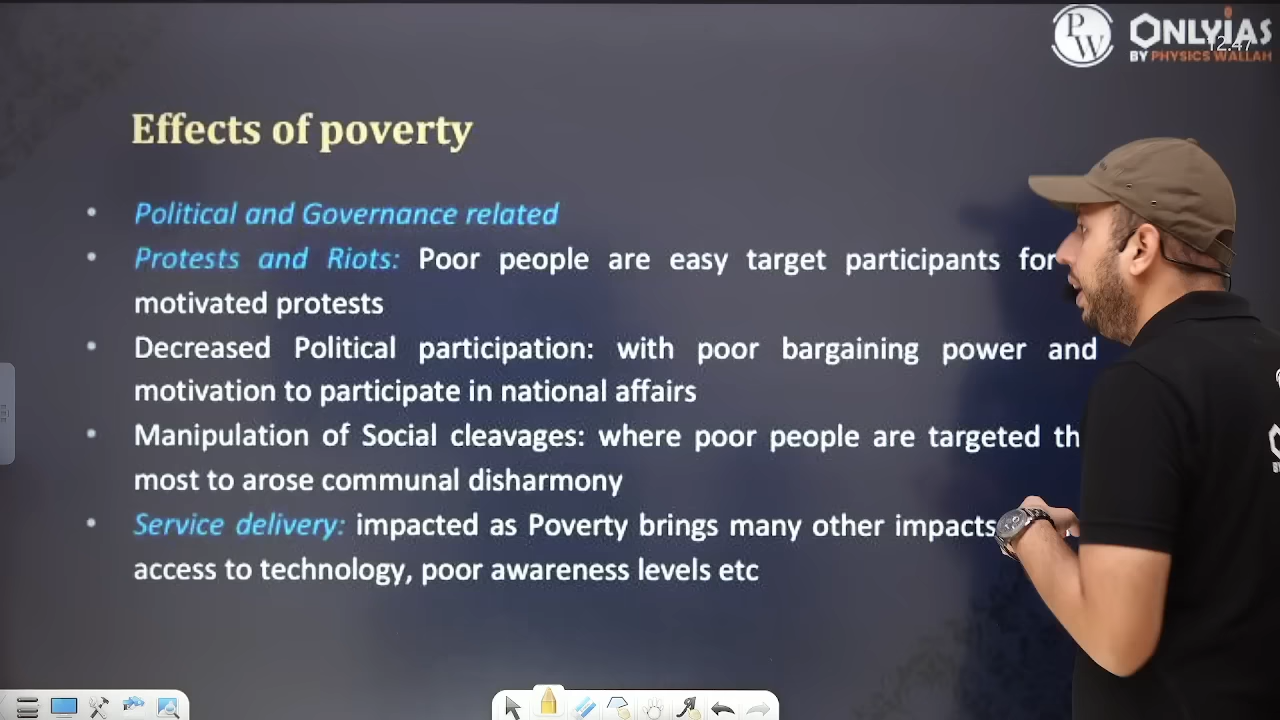 PW
ONLYIAS
BY PHYSICS WALLAH
12:47
Effects of poverty
• Political and Governance related
• Protests and Riots: Poor people are easy target participants for
motivated protests
• Decreased Political participation: with poor bargaining power and
motivation to participate in national affairs
• Manipulation of Social cleavages: where poor people are targeted th
most to arose communal disharmony
• Service delivery: impacted as Poverty brings many other impacts
access to technology, poor awareness levels etc